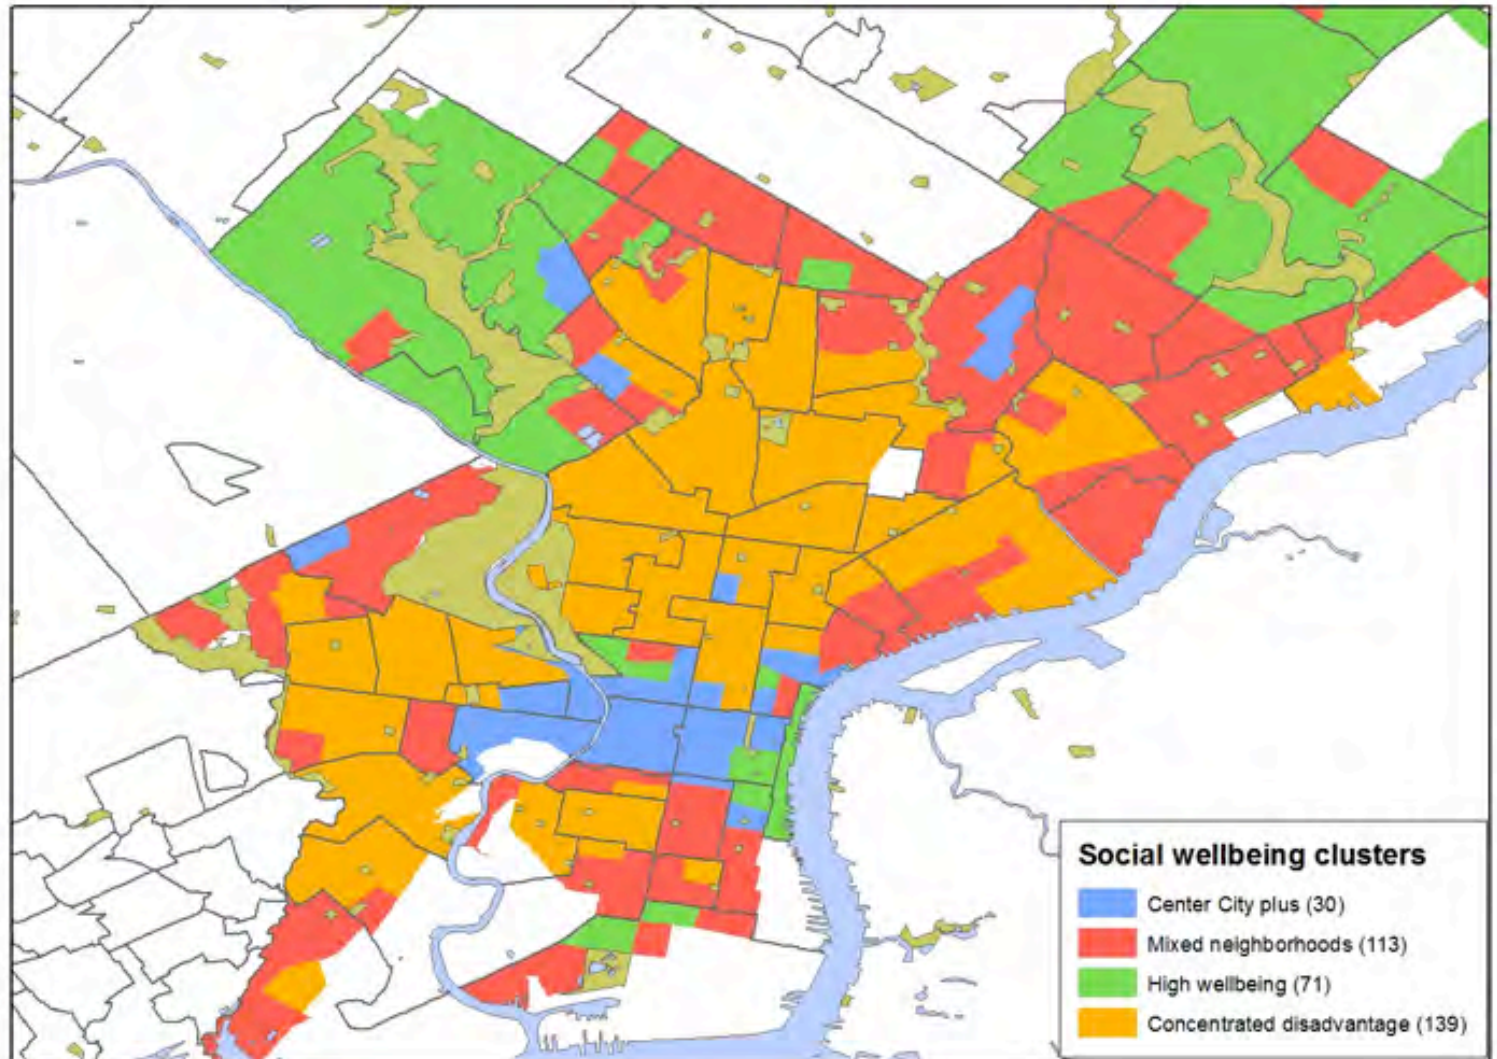 Social wellbeing clusters
Center City plus (30)
Mixed neighborhoods (113)
High wellbeing (71)
Concentrated disadvantage (139)